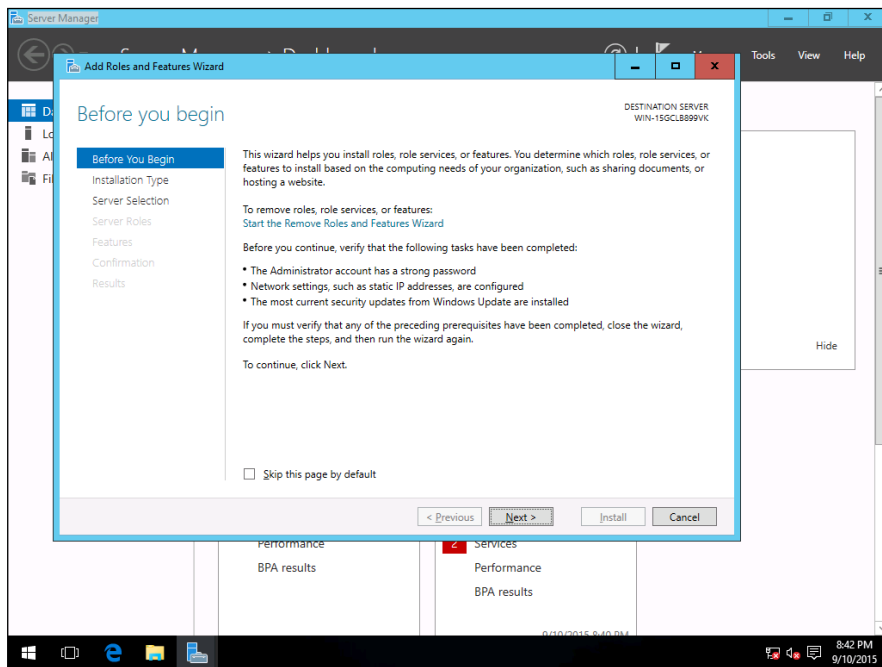 Server Manager
Tools View Help
Add Roles and Features Wizard
Before you begin
DESTINATION SERVER
WIN-15GCLB899VK
Before You Begin
Installation Type
Server Selection
Server Roles
Features
Confirmation
Results
This wizard helps you install roles, role services, or features. You determine which roles, role services, or
features to install based on the computing needs of your organization, such as sharing documents, or
hosting a website.
To remove roles, role services, or features:
Start the Remove Roles and Features Wizard
Before you continue, verify that the following tasks have been completed:
• The Administrator account has a strong password
• Network settings, such as static IP addresses, are configured
• The most current security updates from Windows Update are installed
If you must verify that any of the preceding prerequisites have been completed, close the wizard,
complete the steps, and then run the wizard again.
To continue, click Next.
Skip this page by default
< Previous Next > Install Cancel
Hide
Performance
BPA results
2 Services
Performance
BPA results
9/10/2015 8:40 PM
8:42 PM
9/10/2015